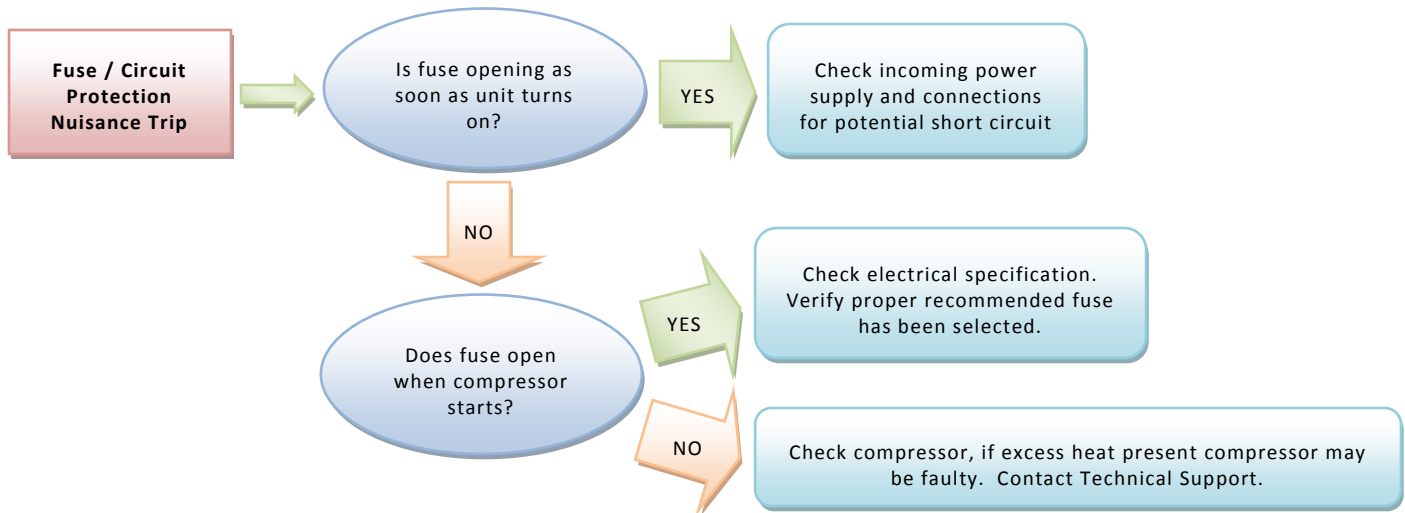 Fuse / Circuit
Protection
Nuisance Trip
Is fuse opening as
soon as unit turns
on?
YES
Check incoming power
supply and connections
for potential short circuit
NO
Does fuse open
when compressor
starts?
YES
Check electrical specification.
Verify proper recommended fuse
has been selected.
NO
Check compressor, if excess heat present compressor may
be faulty.  Contact Technical Support.